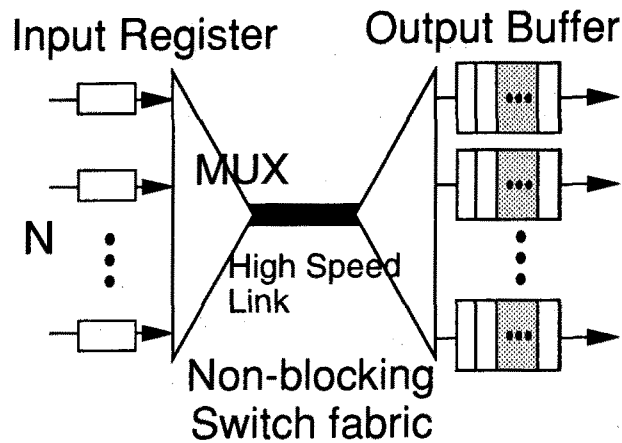 Input Register
Output Buffer
MUX
N
High Speed
Link
Non-blocking
Switch fabric